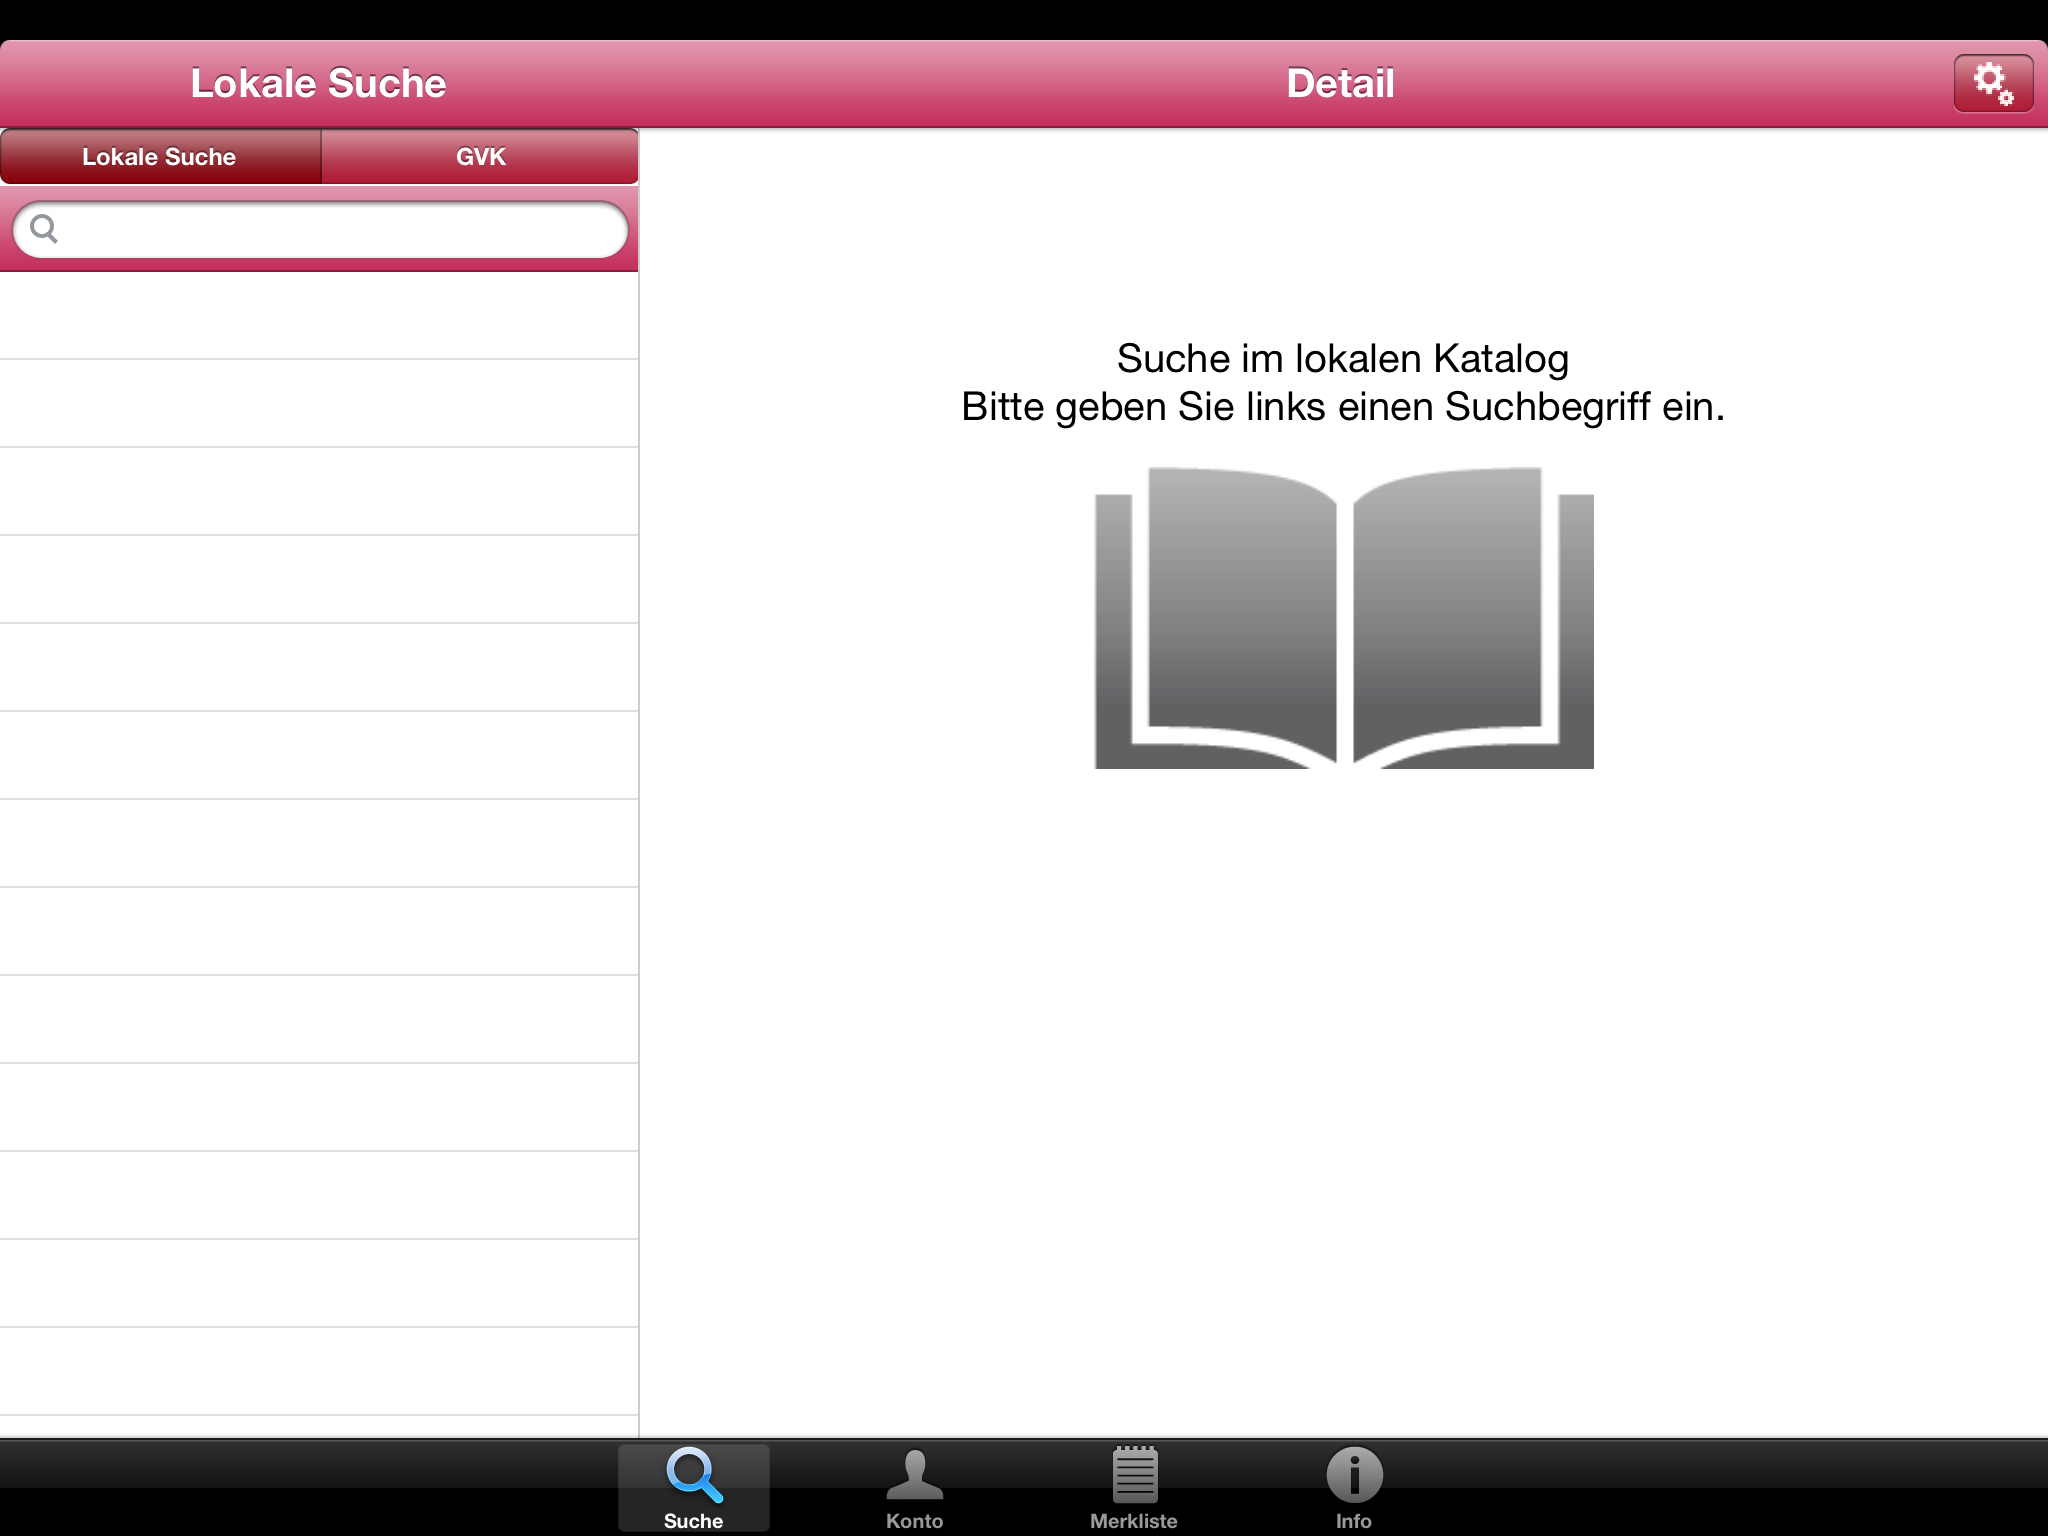 Lokale Suche
Detail
Lokale Suche
GVK
Suche im lokalen Katalog
Bitte geben Sie links einen Suchbegriff ein.
Suche
Konto
Merkliste
Info